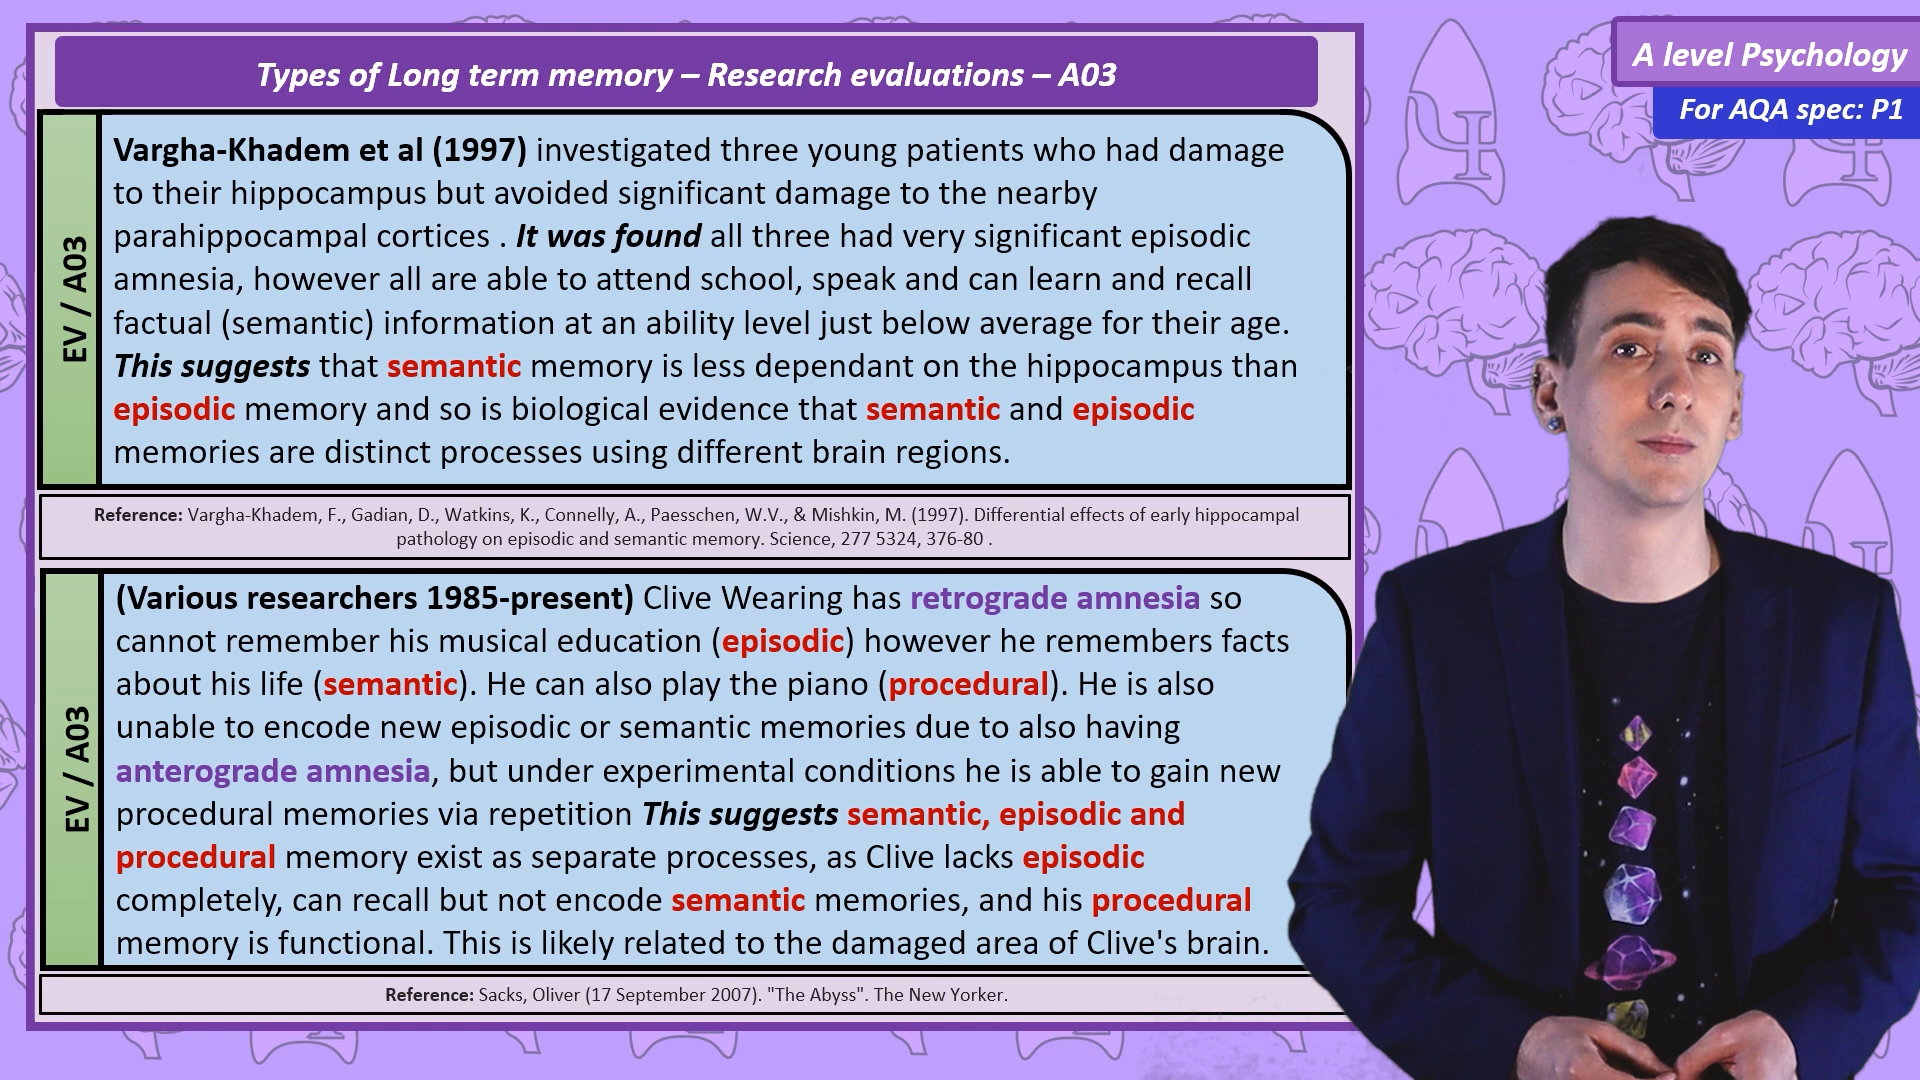 Types of Long term memory – Research evaluations – A03
A level Psychology
For AQA spec: P1
EV / A03
Vargha-Khadem et al (1997) investigated three young patients who had damage
to their hippocampus but avoided significant damage to the nearby
parahippocampal cortices . It was found all three had very significant episodic
amnesia, however all are able to attend school, speak and can learn and recall
factual (semantic) information at an ability level just below average for their age.
This suggests that semantic memory is less dependant on the hippocampus than
episodic memory and so is biological evidence that semantic and episodic
memories are distinct processes using different brain regions.
Reference: Vargha-Khadem, F., Gadian, D., Watkins, K., Connelly, A., Paesschen, W.V., & Mishkin, M. (1997). Differential effects of early hippocampal
pathology on episodic and semantic memory. Science, 277 5324, 376-80 .
EV / A03
(Various researchers 1985-present) Clive Wearing has retrograde amnesia so
cannot remember his musical education (episodic) however he remembers facts
about his life (semantic). He can also play the piano (procedural). He is also
unable to encode new episodic or semantic memories due to also having
anterograde amnesia, but under experimental conditions he is able to gain new
procedural memories via repetition This suggests semantic, episodic and
procedural memory exist as separate processes, as Clive lacks episodic
completely, can recall but not encode semantic memories, and his procedural
memory is functional. This is likely related to the damaged area of Clive's brain.
Reference: Sacks, Oliver (17 September 2007). "The Abyss". The New Yorker.